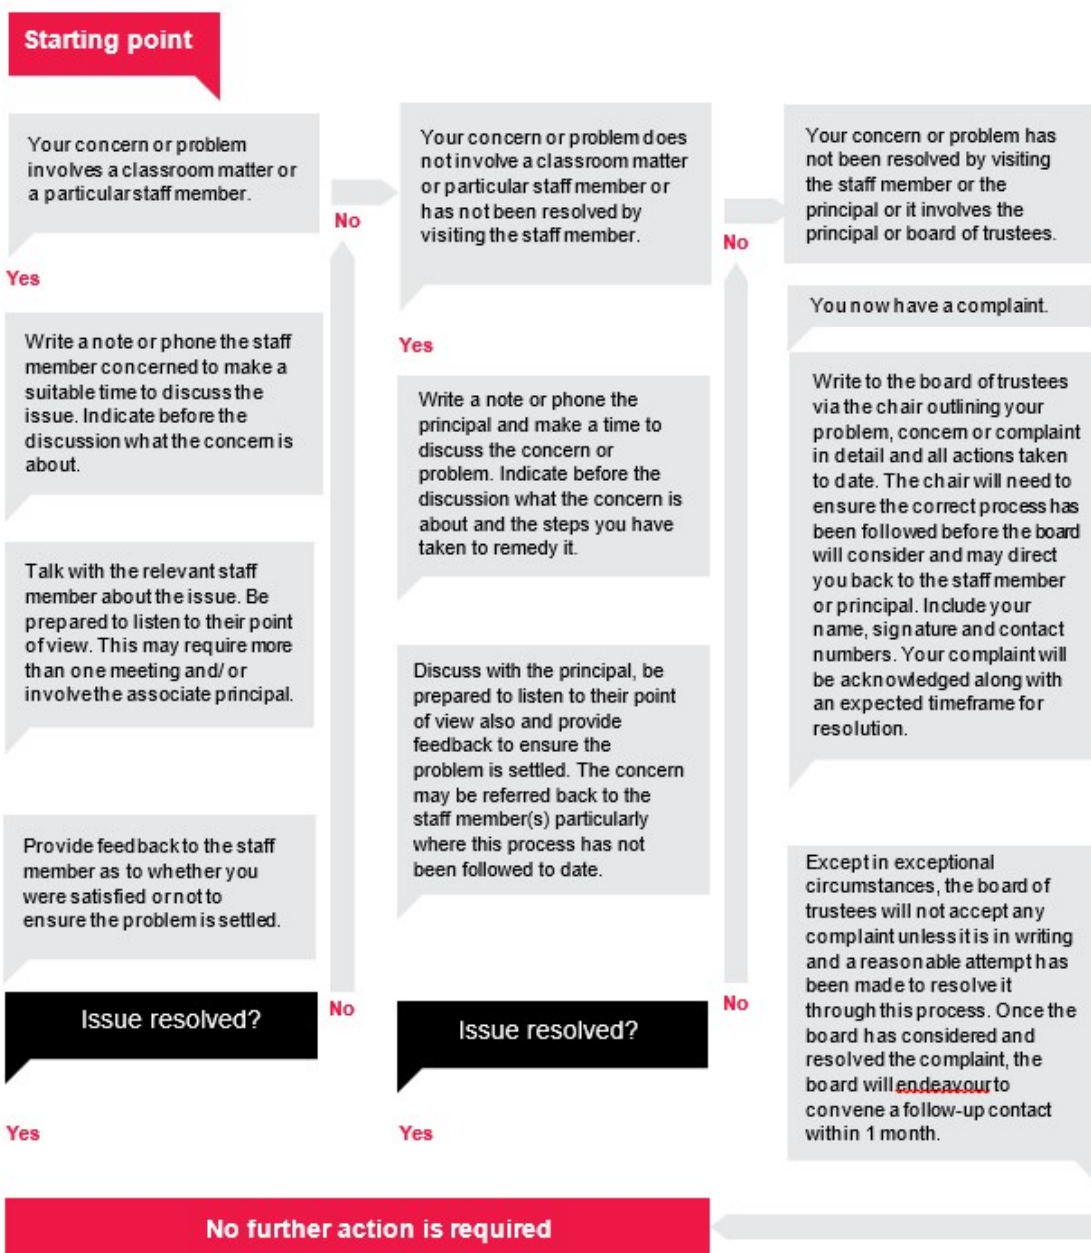 Starting point
Your concern or problem
involves a classroom matter or
a particular staff member.
Yes
No
Write a note or phone the staff
member concerned to make a
suitable time to discuss the
issue. Indicate before the
discussion what the concern is
about.
Talk with the relevant staff
member about the issue. Be
prepared to listen to their point
of view. This may require more
than one meeting and/ or
involve the associate principal.
Provide feedback to the staff
member as to whether you
were satisfied or not to
ensure the problem is settled.
Issue resolved?
No
Yes
Your concern or problem does
not involve a classroom matter
or particular staff member or
has not been resolved by
visiting the staff member.
No
Yes
Write a note or phone the
principal and make a time to
discuss the concern or
problem. Indicate before the
discussion what the concern is
about and the steps you have
taken to remedy it.
Discuss with the principal, be
prepared to listen to their point
of view also and provide
feedback to ensure the
problem is settled. The concern
may be referred back to the
staff member(s) particularly
where this process has not
been followed to date.
Issue resolved?
No
Yes
Your concern or problem has
not been resolved by visiting
the staff member or the
principal or it involves the
principal or board of trustees.
You now have a complaint.
Write to the board of trustees
via the chair outlining your
problem, concern or complaint
in detail and all actions taken
to date. The chair will need to
ensure the correct process has
been followed before the board
will consider and may direct
you back to the staff member
or principal. Include your
name, signature and contact
numbers. Your complaint will
be acknowledged along with
an expected timeframe for
resolution.
Except in exceptional
circumstances, the board of
trustees will not accept any
complaint unless it is in writing
and a reasonable attempt has
been made to resolve it
through this process. Once the
board has considered and
resolved the complaint, the
board will endeavour to
convene a follow-up contact
within 1 month.
No further action is required